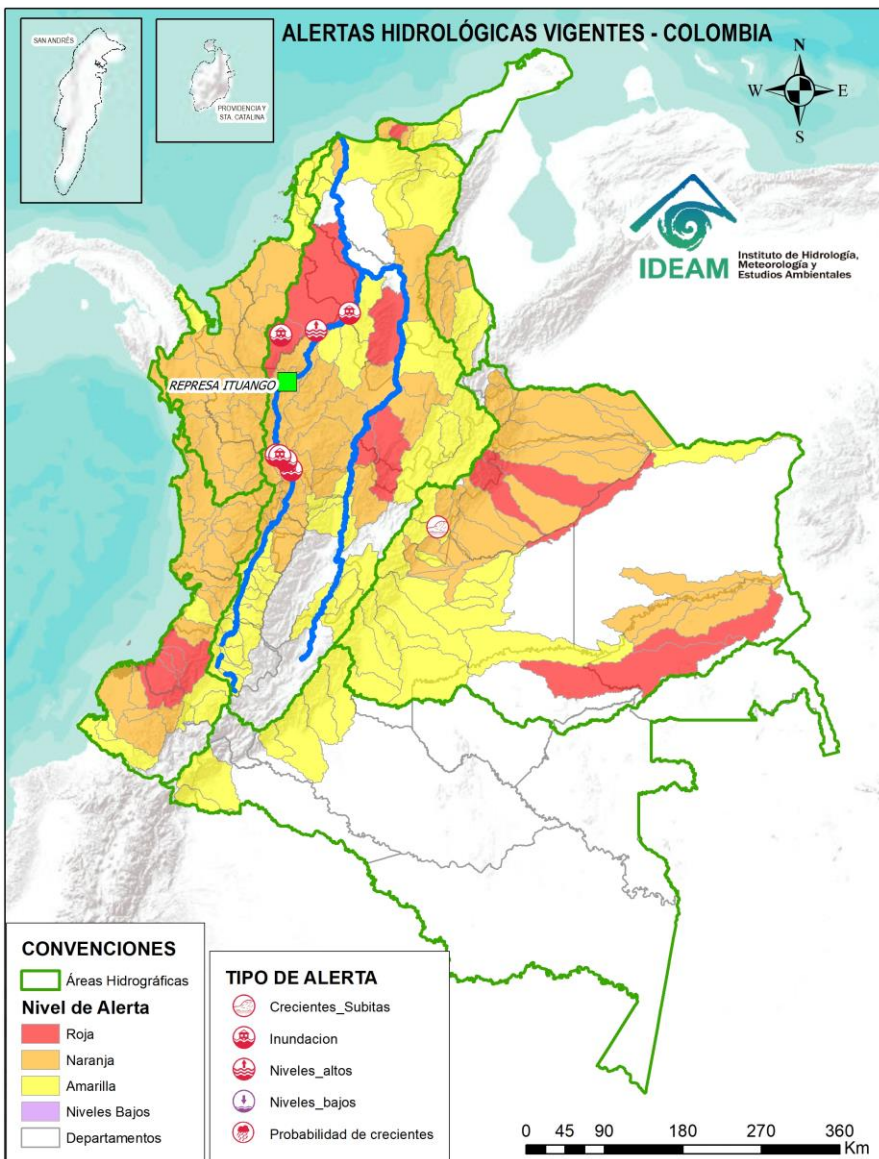 ALERTAS HIDROLÓGICAS VIGENTES - COLOMBIA
SAN ANDRÉS
PROVIDENCIA Y
STA. CATALINA
N
W
E
S
IDEAM
Instituto de Hidrología,
Meteorología y
Estudios Ambientales
REPRESA ITUANGO
CONVENCIONES
Áreas Hidrográficas
Nivel de Alerta
Roja
Naranja
Amarilla
Niveles Bajos
Departamentos
TIPO DE ALERTA
Crecientes_Subitas
Inundacion
Niveles_altos
Niveles_bajos
Probabilidad de crecientes
0 45 90 180 270 360
Km